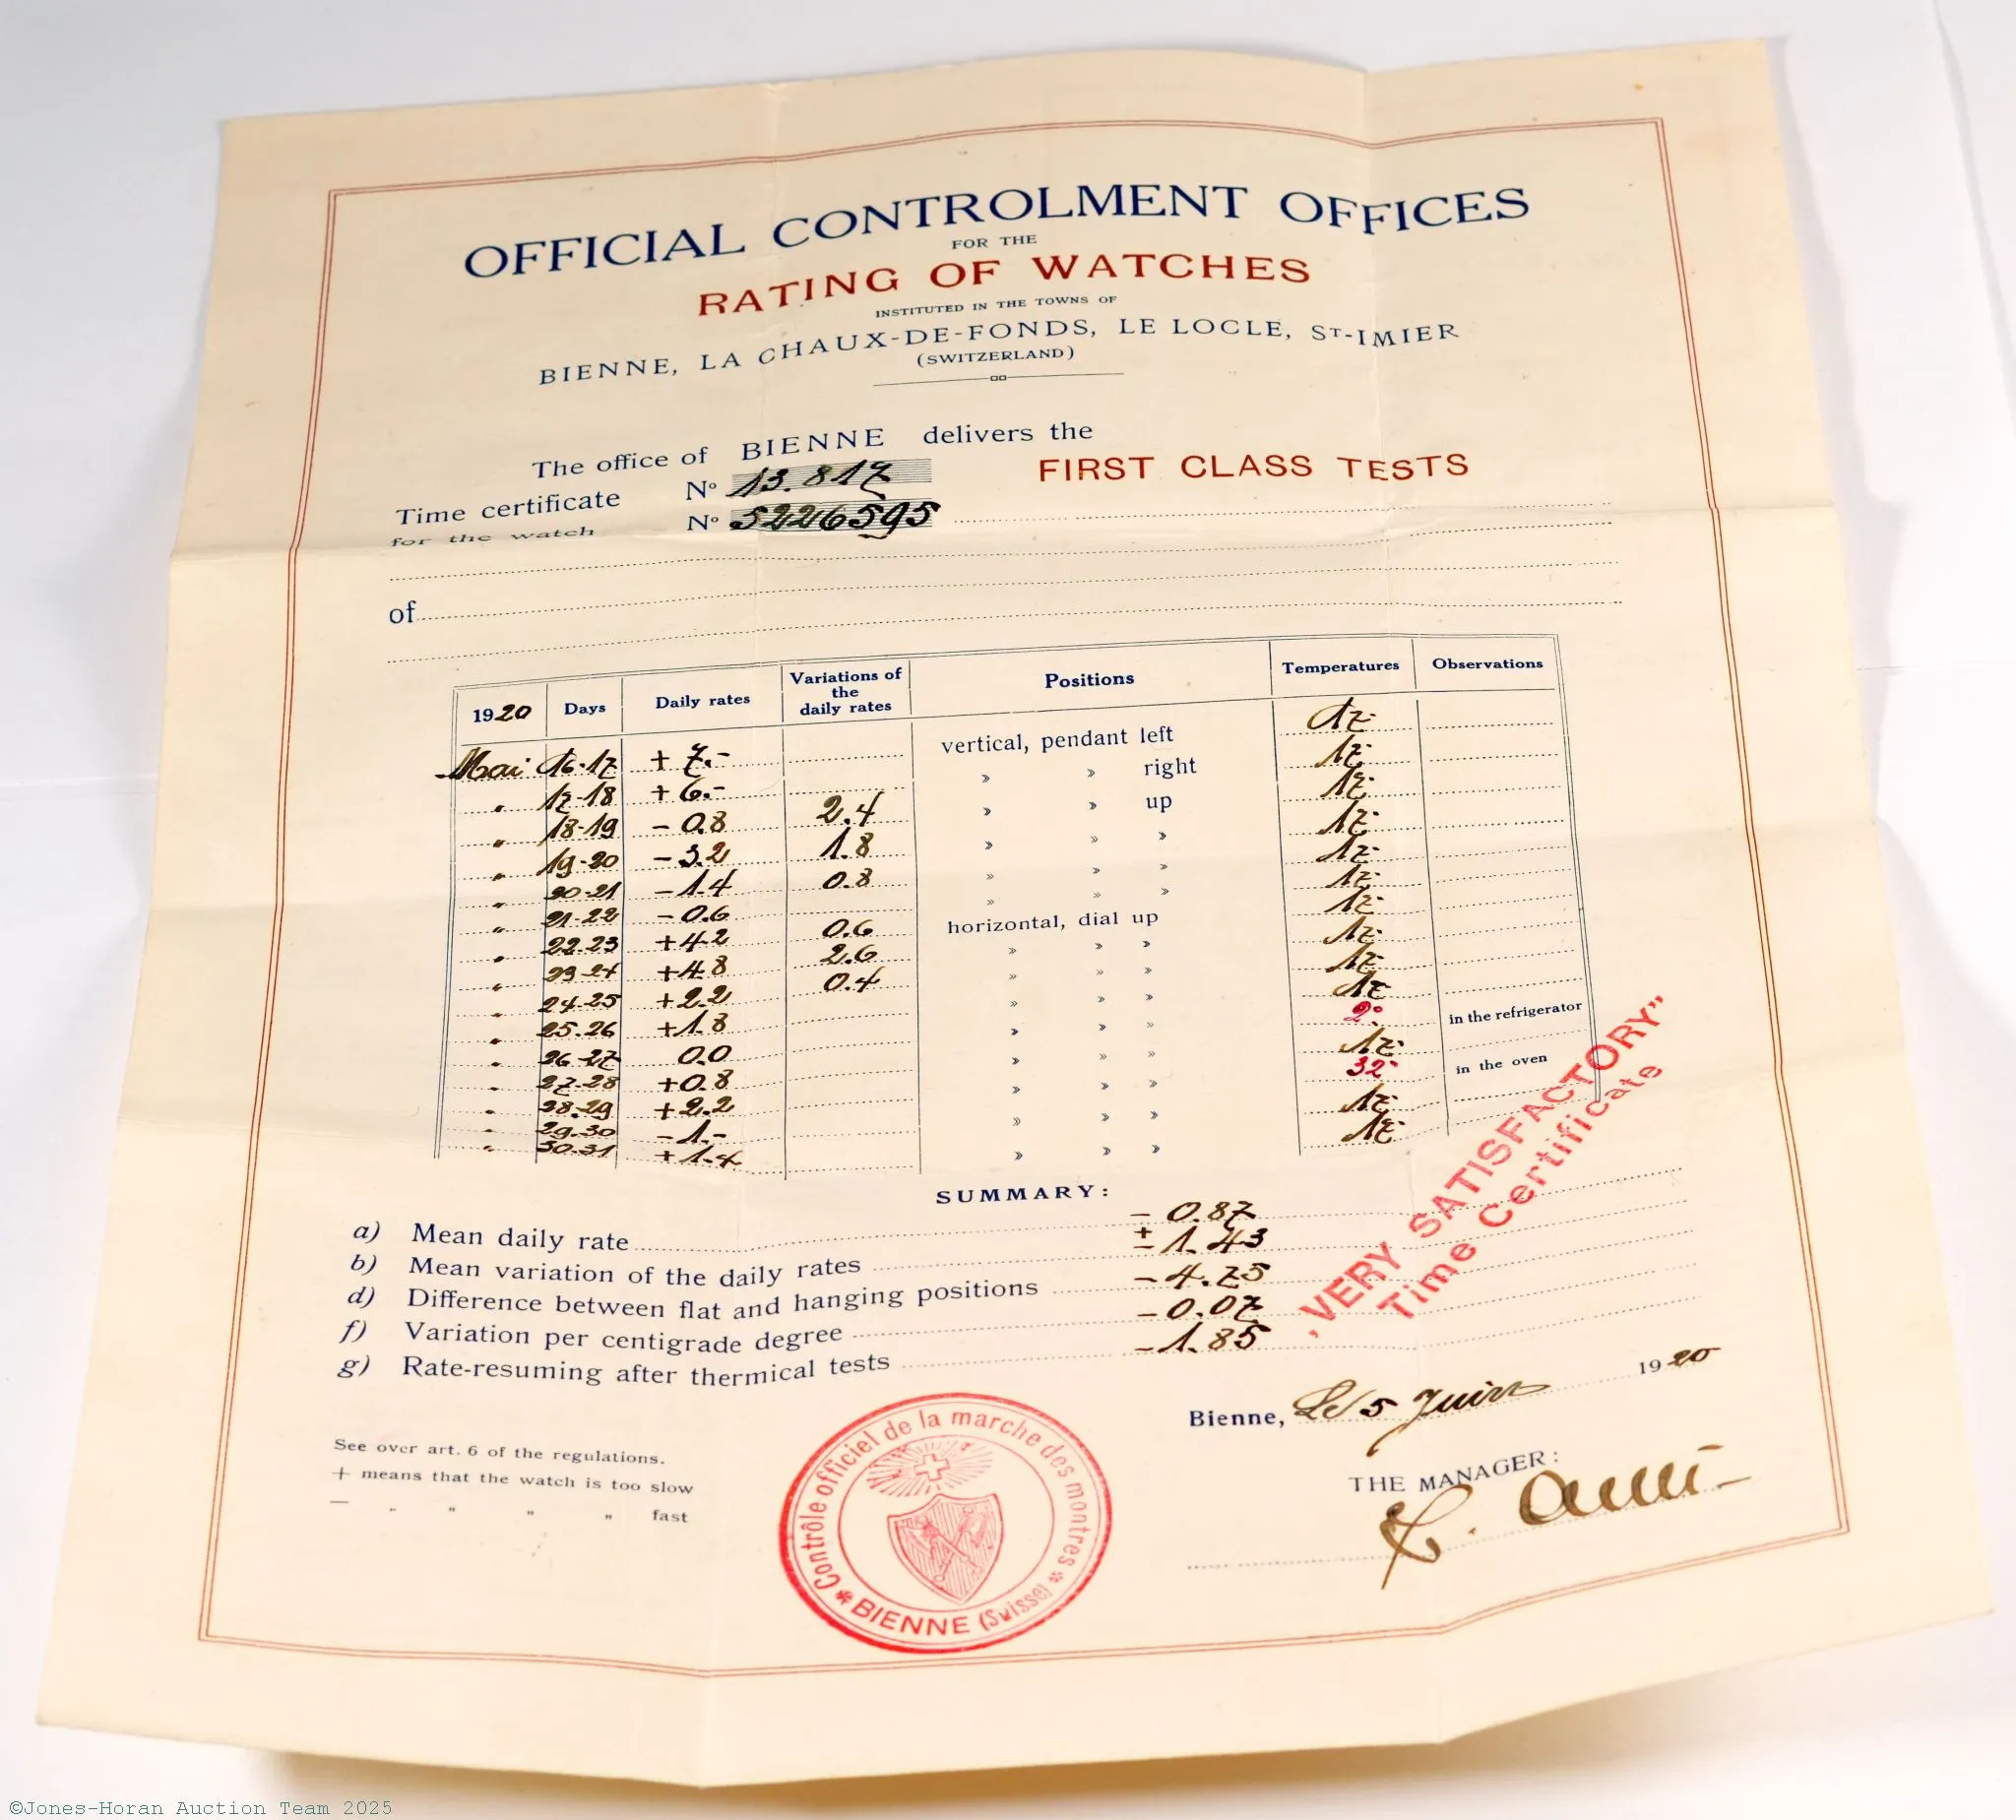 OFFICIAL CONTROLMENT OFFICES
FOR THE
RATING OF WATCHES
INSTITUTED IN THE TOWNS OF
BIENNE, LA CHAUX-DE-FONDS, LE LOCLE, ST-IMIER
(SWITZERLAND)
The office of BIENNE delivers the
Time certificate No 13.817 FIRST CLASS TESTS
for the watch No 5226595
of
1920 Days Daily rates Variations of the daily rates Positions Temperatures Observations
Mai 16-17 + 7.- vertical, pendant left 17°
" 17-18 + 6.- » » right 17°
" 18-19 - 0.8 2.4 » » up 17°
" 19-20 - 3.2 1.8 » » » 17°
" 20-21 - 1.4 0.8 » » » 17°
" 21-22 - 0.6 » » » 17°
" 22.23 +4.2 0.6 horizontal, dial up 17°
" 23-24 +4.8 2.6 » » » 17°
" 24.25 +2.2 0.4 » » » 17°
" 25.26 +1.8 » » » 17°
" 26-27 0.0 » » » 2° in the refrigerator
" 27-28 +0.8 » » » 17°
" 28.29 +2.2 » » » 32° in the oven
" 29.30 -1.- » » » 17°
" 30.31 +1.4 » » » 17°
SUMMARY:
a) Mean daily rate - 0.87
b) Mean variation of the daily rates ± 1.43
d) Difference between flat and hanging positions - 4.75
f) Variation per centigrade degree - 0.07
g) Rate-resuming after thermical tests - 1.85
„VERY SATISFACTORY"
Time Certificate
Bienne, le 5 Juin 1920
THE MANAGER:
See over art. 6 of the regulations.
+ means that the watch is too slow
— " " " " fast
Contrôle officiel de la marche des montres
* BIENNE (Suisse) *
©Jones-Horan Auction Team 2025